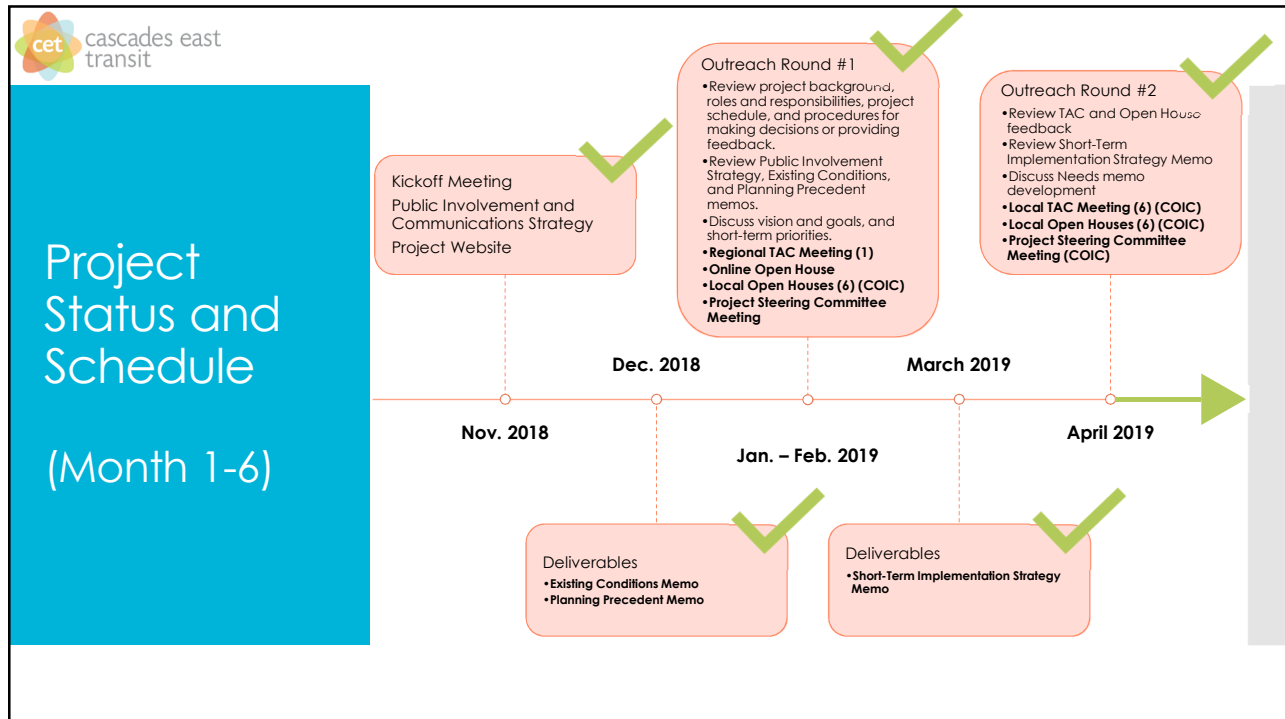 cet
cascades east
transit
Project
Status and
Schedule
(Month 1-6)
Kickoff Meeting
Public Involvement and
Communications Strategy
Project Website
Outreach Round #1
•Review project background,
roles and responsibilities, project
schedule, and procedures for
making decisions or providing
feedback.
•Review Public Involvement
Strategy, Existing Conditions,
and Planning Precedent
memos.
•Discuss vision and goals, and
short-term priorities.
•Regional TAC Meeting (1)
•Online Open House
•Local Open Houses (6) (COIC)
•Project Steering Committee
Meeting
Outreach Round #2
•Review TAC and Open House
feedback
•Review Short-Term
Implementation Strategy Memo
•Discuss Needs memo
development
•Local TAC Meeting (6) (COIC)
•Local Open Houses (6) (COIC)
•Project Steering Committee
Meeting (COIC)
Nov. 2018
Dec. 2018
Jan. – Feb. 2019
March 2019
April 2019
Deliverables
•Existing Conditions Memo
•Planning Precedent Memo
Deliverables
•Short-Term Implementation Strategy
Memo